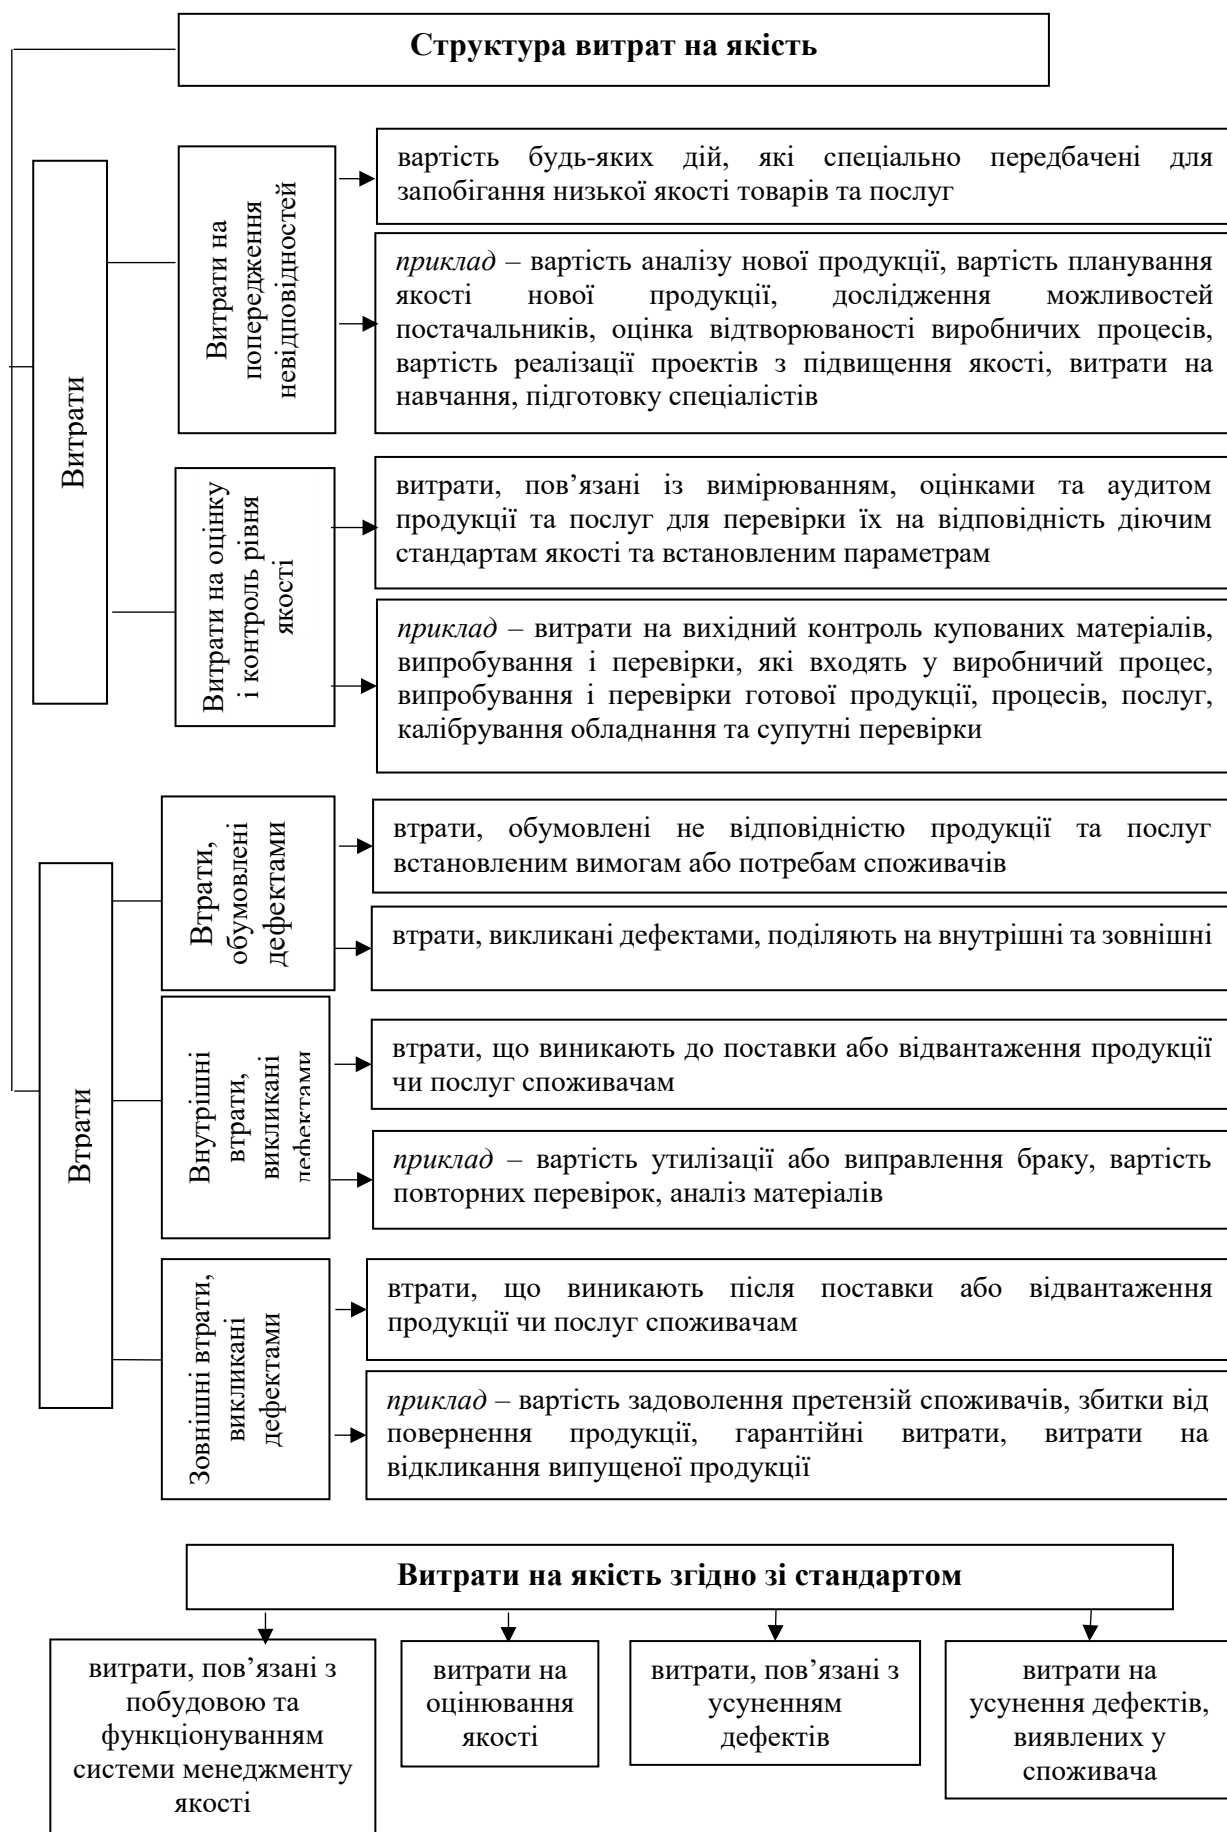 Структура витрат на якість
Витрати
Витрати на
попередження
невідповідностей
вартість будь-яких дій, які спеціально передбачені для
запобігання низької якості товарів та послуг
приклад – вартість аналізу нової продукції, вартість планування
якості нової продукції, дослідження можливостей
постачальників, оцінка відтворюваності виробничих процесів,
вартість реалізації проектів з підвищення якості, витрати на
навчання, підготовку спеціалістів
Витрати на оцінку
і контроль рівня
якості
витрати, пов’язані із вимірюванням, оцінками та аудитом
продукції та послуг для перевірки їх на відповідність діючим
стандартам якості та встановленим параметрам
приклад – витрати на вихідний контроль купованих матеріалів,
випробування і перевірки, які входять у виробничий процес,
випробування і перевірки готової продукції, процесів, послуг,
калібрування обладнання та супутні перевірки
Втрати
Втрати,
обумовлені
дефектами
втрати, обумовлені не відповідністю продукції та послуг
встановленим вимогам або потребам споживачів
втрати, викликані дефектами, поділяють на внутрішні та зовнішні
Внутрішні
втрати,
викликані
дефектами
втрати, що виникають до поставки або відвантаження продукції
чи послуг споживачам
приклад – вартість утилізації або виправлення браку, вартість
повторних перевірок, аналіз матеріалів
Зовнішні втрати,
викликані
дефектами
втрати, що виникають після поставки або відвантаження
продукції чи послуг споживачам
приклад – вартість задоволення претензій споживачів, збитки від
повернення продукції, гарантійні витрати, витрати на
відкликання випущеної продукції
Витрати на якість згідно зі стандартом
витрати, пов’язані з
побудовою та
функціонуванням
системи менеджменту
якості
витрати на
оцінювання
якості
витрати, пов’язані з
усуненням
дефектів
витрати на
усунення дефектів,
виявлених у
споживача